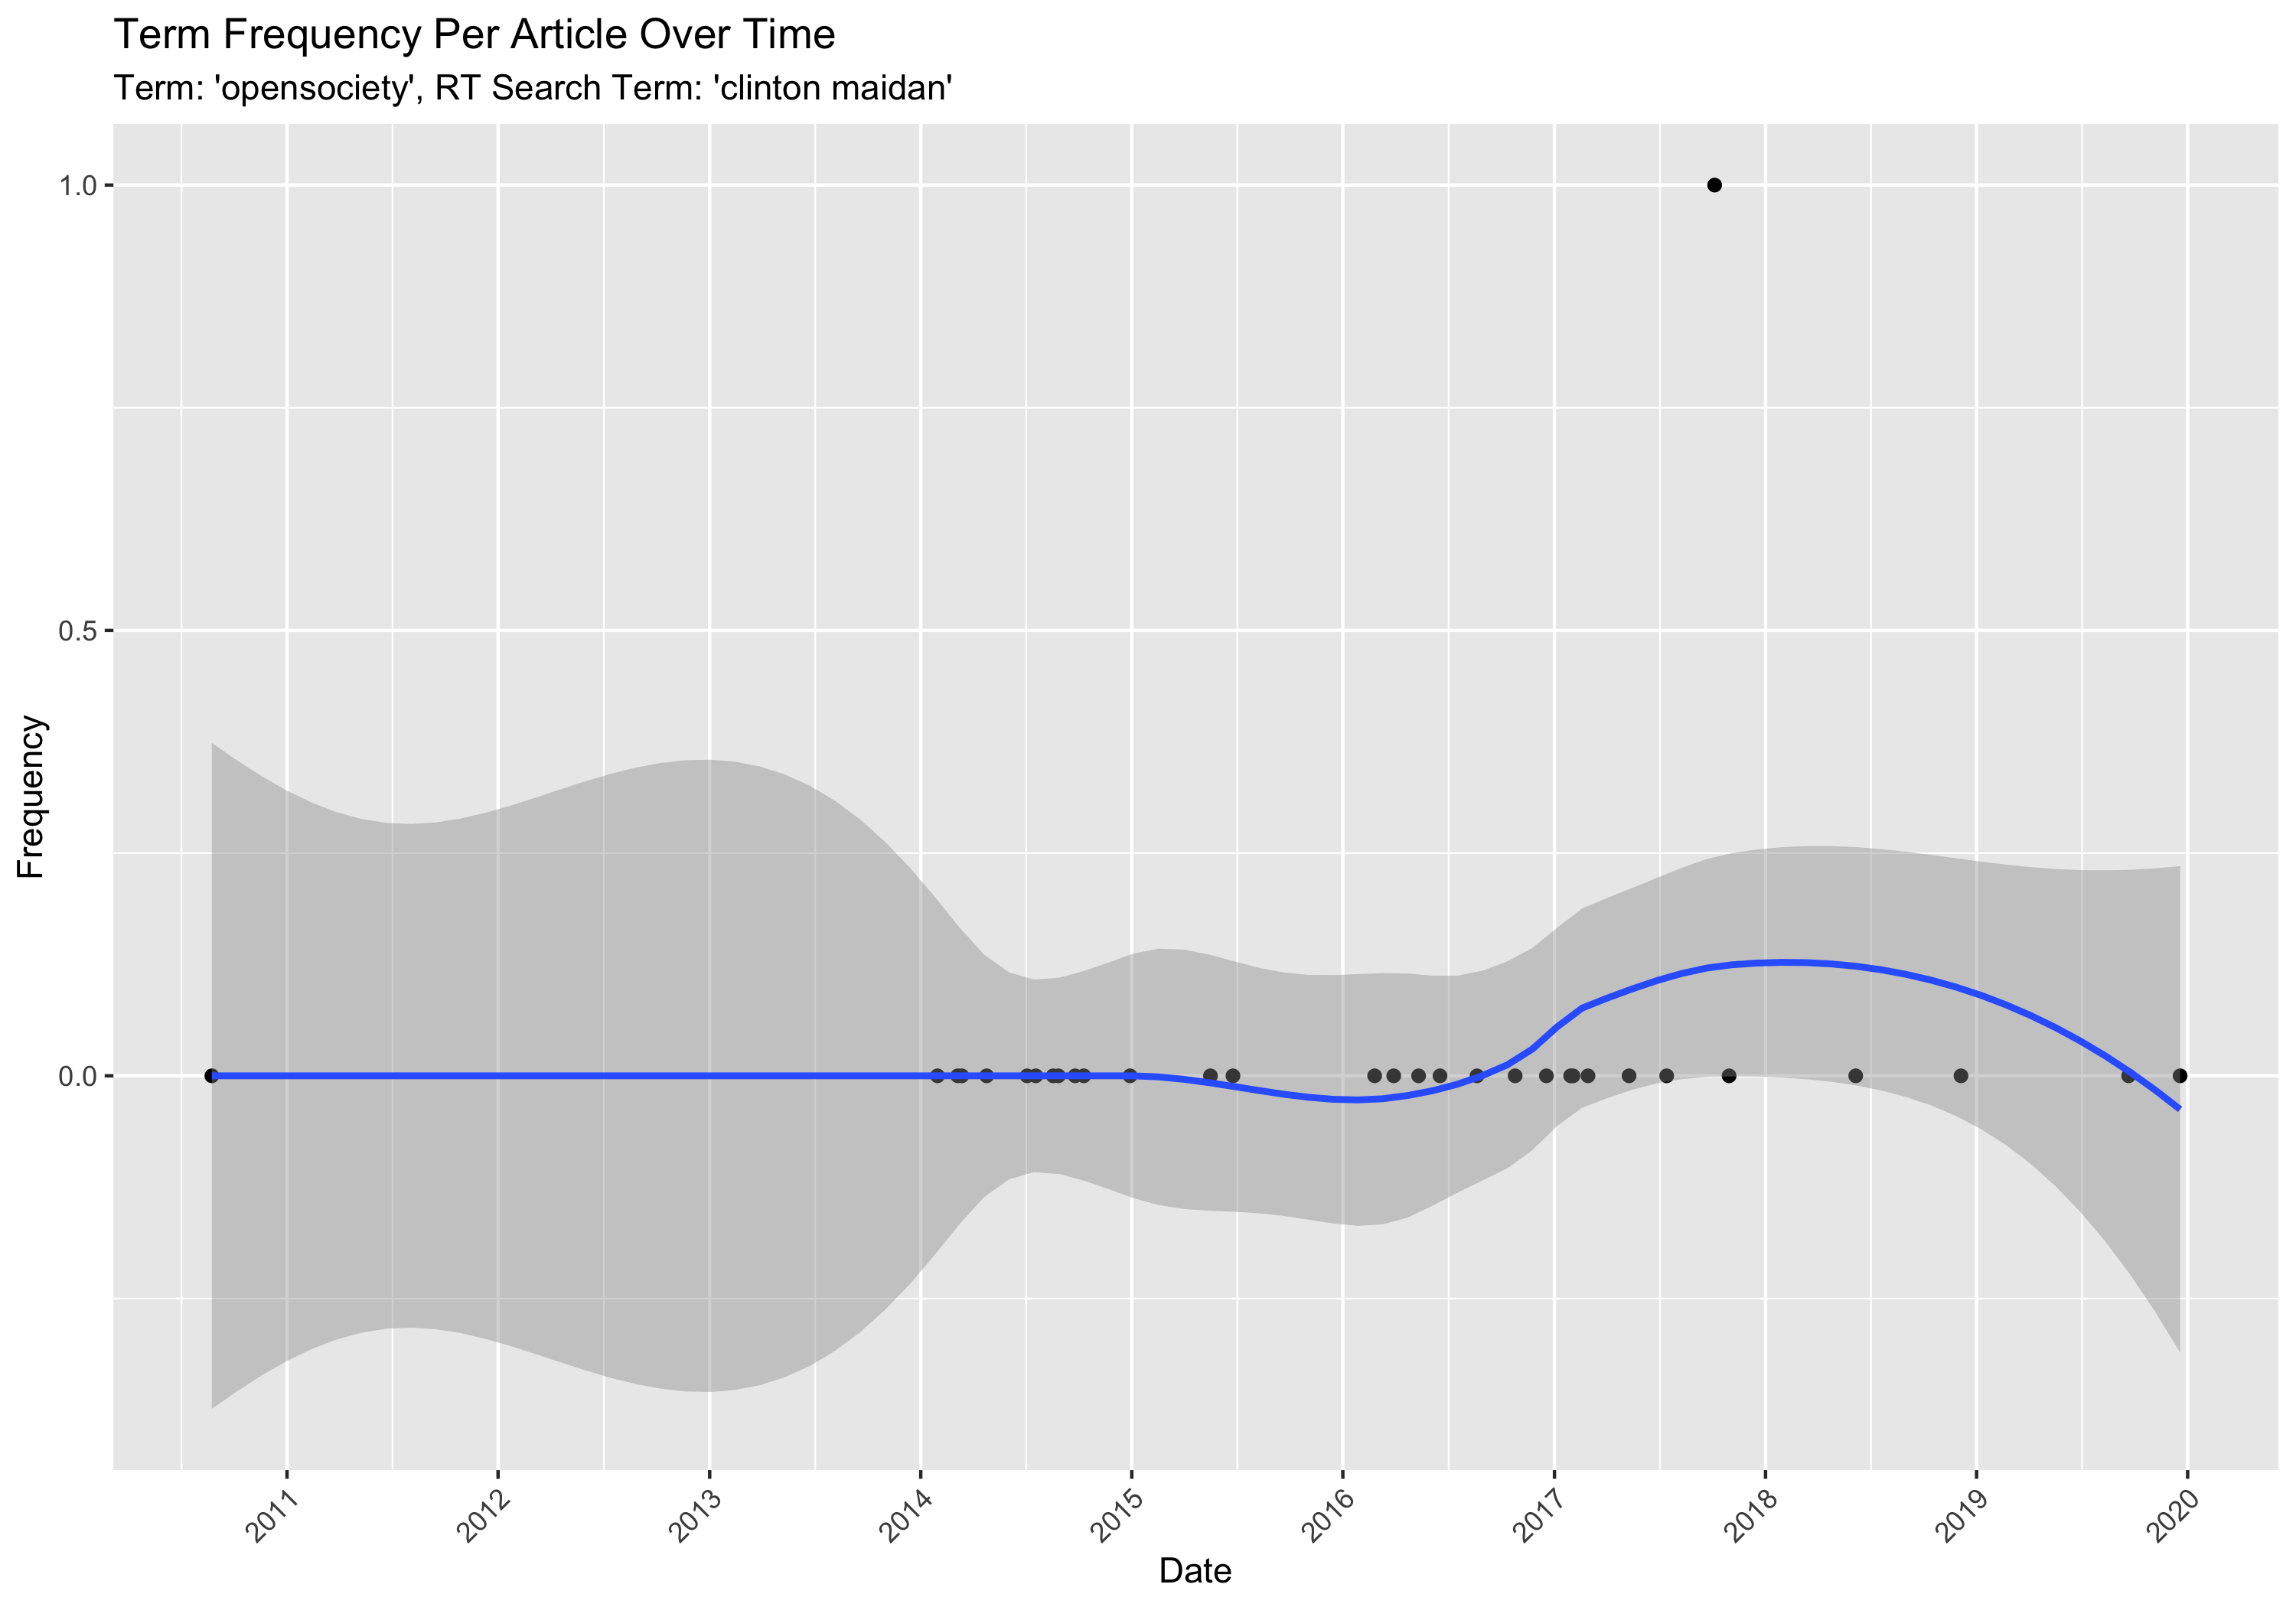 Term Frequency Per Article Over Time
Term: 'opensociety', RT Search Term: 'clinton maidan'
1.0
0.5
0.0
Frequency
2011 2012 2013 2014 2015 2016 2017 2018 2019 2020
Date